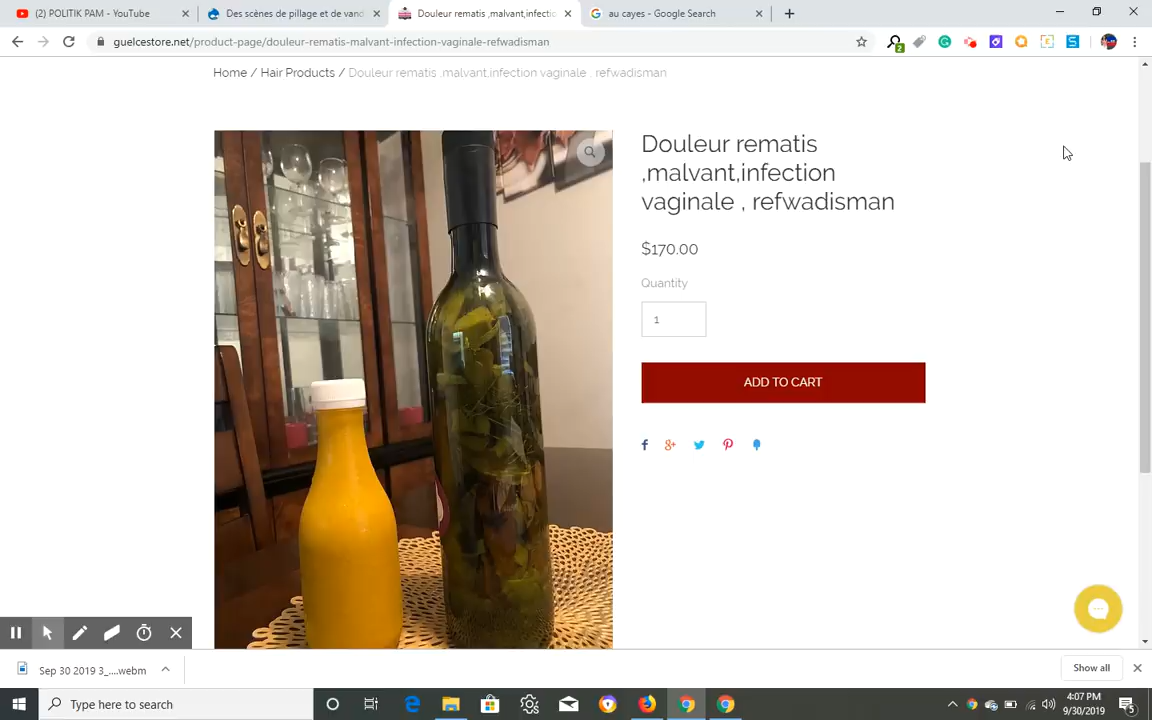 (2) POLITIK PAM - YouTube
Des scènes de pillage et de vand
Douleur rematis ,malvant,infectio
au cayes - Google Search
guelcestore.net/product-page/douleur-rematis-malvant-infection-vaginale-refwadisman
2
Home / Hair Products / Douleur rematis ,malvant,infection vaginale , refwadisman
Douleur rematis
,malvant,infection
vaginale , refwadisman
$170.00
Quantity
1
ADD TO CART
Sep 30 2019 3_....webm
Show all
Type here to search
4:07 PM
9/30/2019
5